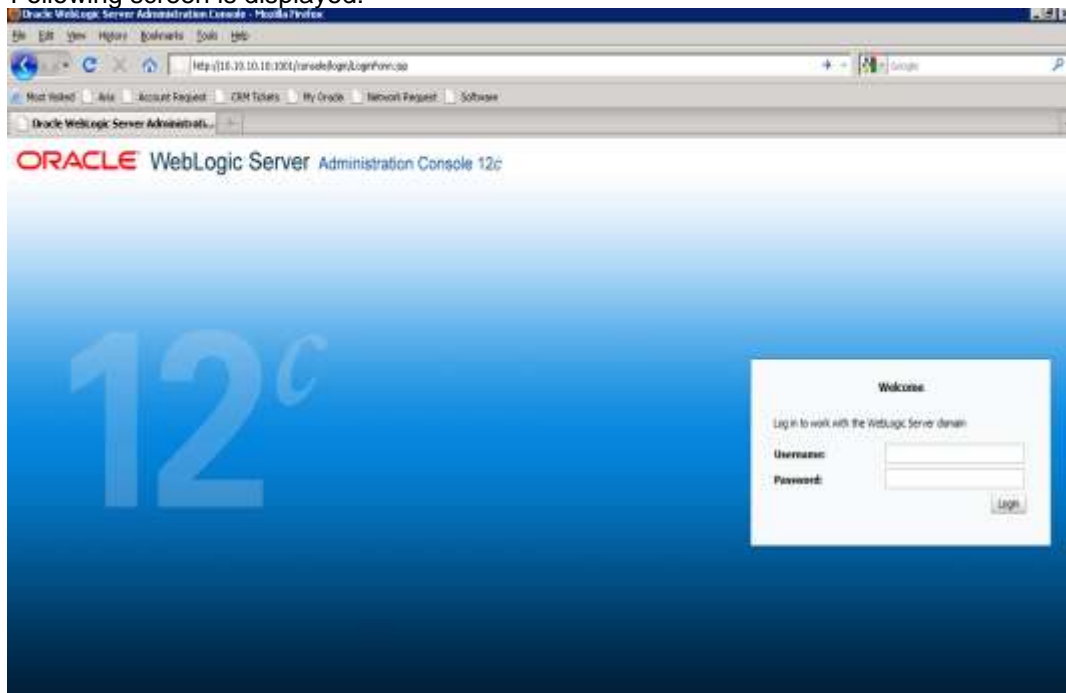 Following screen is displayed.
Oracle WebLogic Server Administration Console - Mozilla Firefox
File Edit View History Bookmarks Tools Help
Google
Most Visited Aria Account Request CRM Tickets My Oracle Network Request Software
Oracle WebLogic Server Administrati...
ORACLE WebLogic Server Administration Console 12c
12c
Welcome
Log in to work with the WebLogic Server domain
Username:
Password:
Login